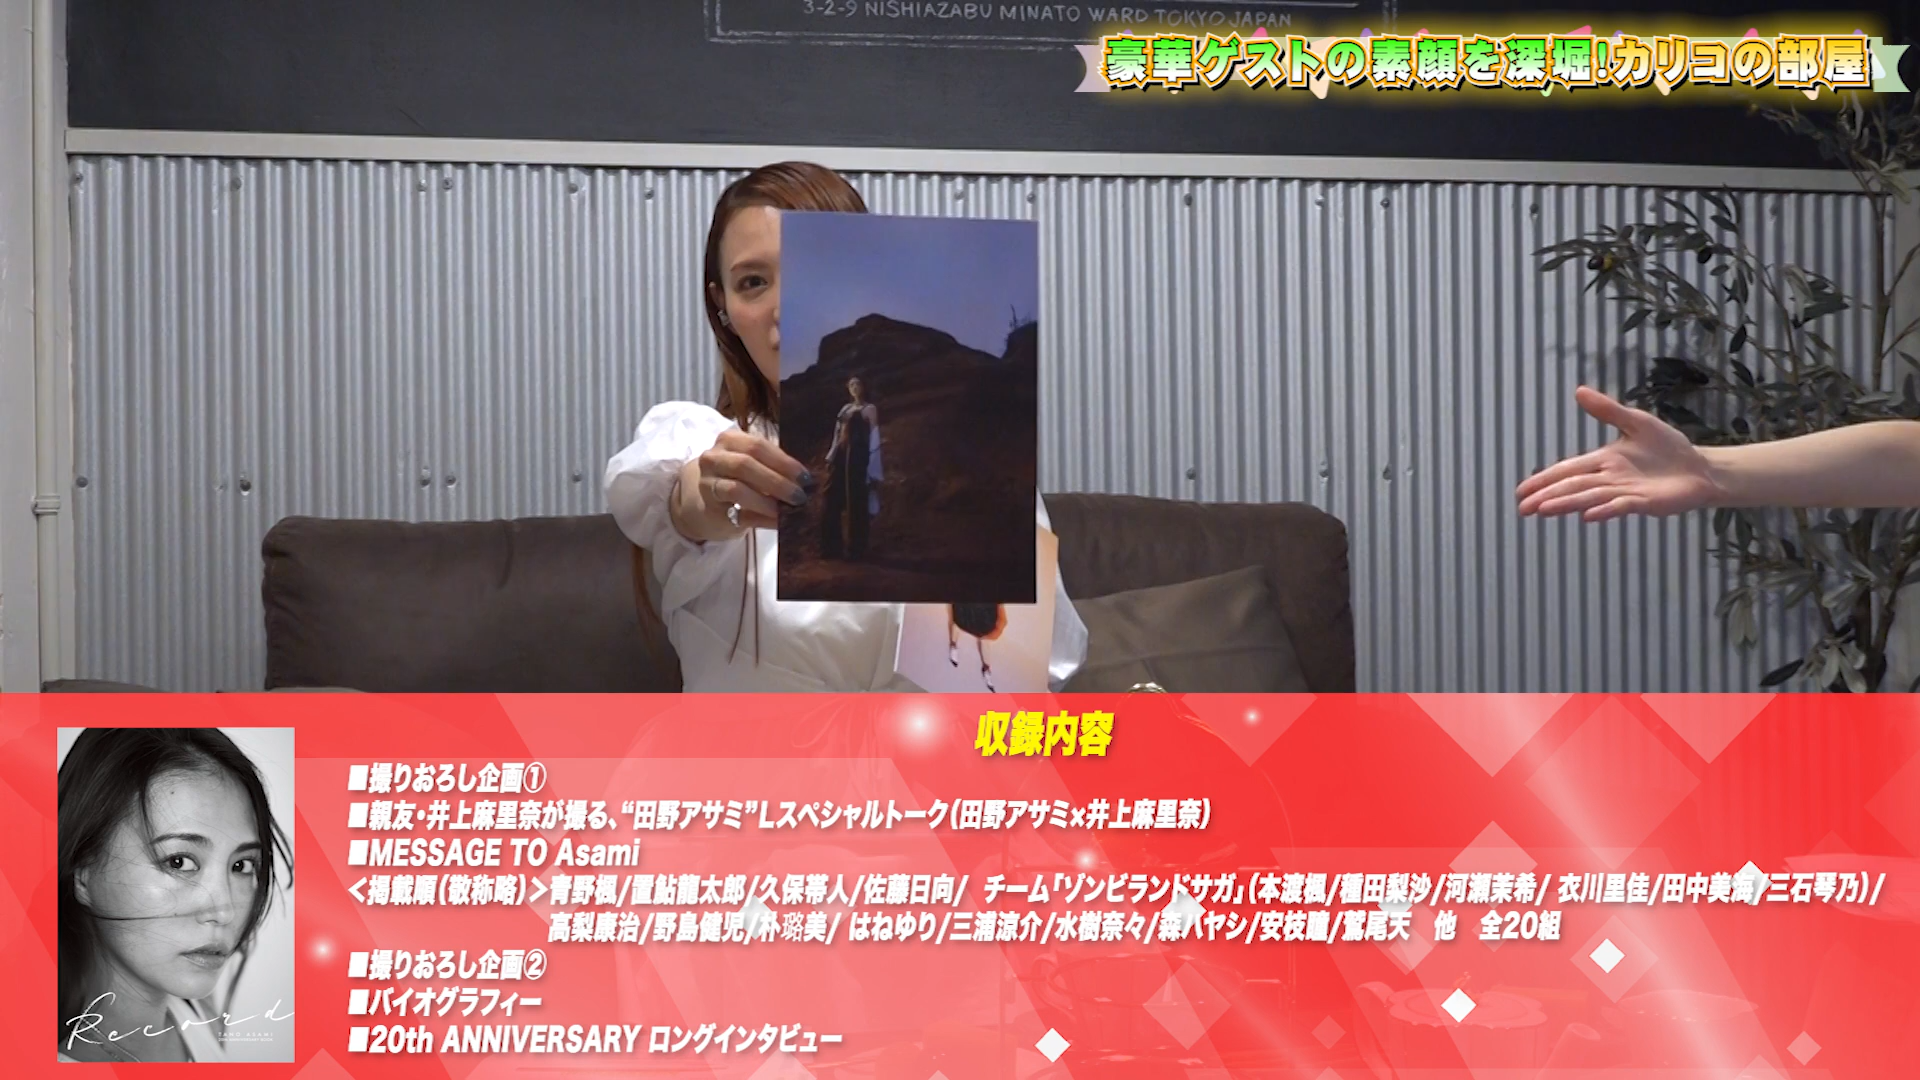 3-2-9 NISHIAZABU MINATO WARD TOKYO JAPAN
豪華ゲストの素顔を深堀!カリコの部屋
収録内容
■撮りおろし企画①
■親友・井上麻里奈が撮る、“田野アサミ”Lスペシャルトーク(田野アサミ×井上麻里奈)
■MESSAGE TO Asami
<掲載順(敬称略)>青野楓/置鮎龍太郎/久保帯人/佐藤日向/ チーム「ゾンビランドサガ」(本渡楓/種田梨沙/河瀬茉希/ 衣川里佳/田中美海/三石琴乃)/
高梨康治/野島健児/朴璐美/ はねゆり/三浦涼介/水樹奈々/森バヤシ/安枝瞳/鷲尾天 他 全20組
■撮りおろし企画②
■バイオグラフィー
■20th ANNIVERSARY ロングインタビュー
Record
TANO ASAMI